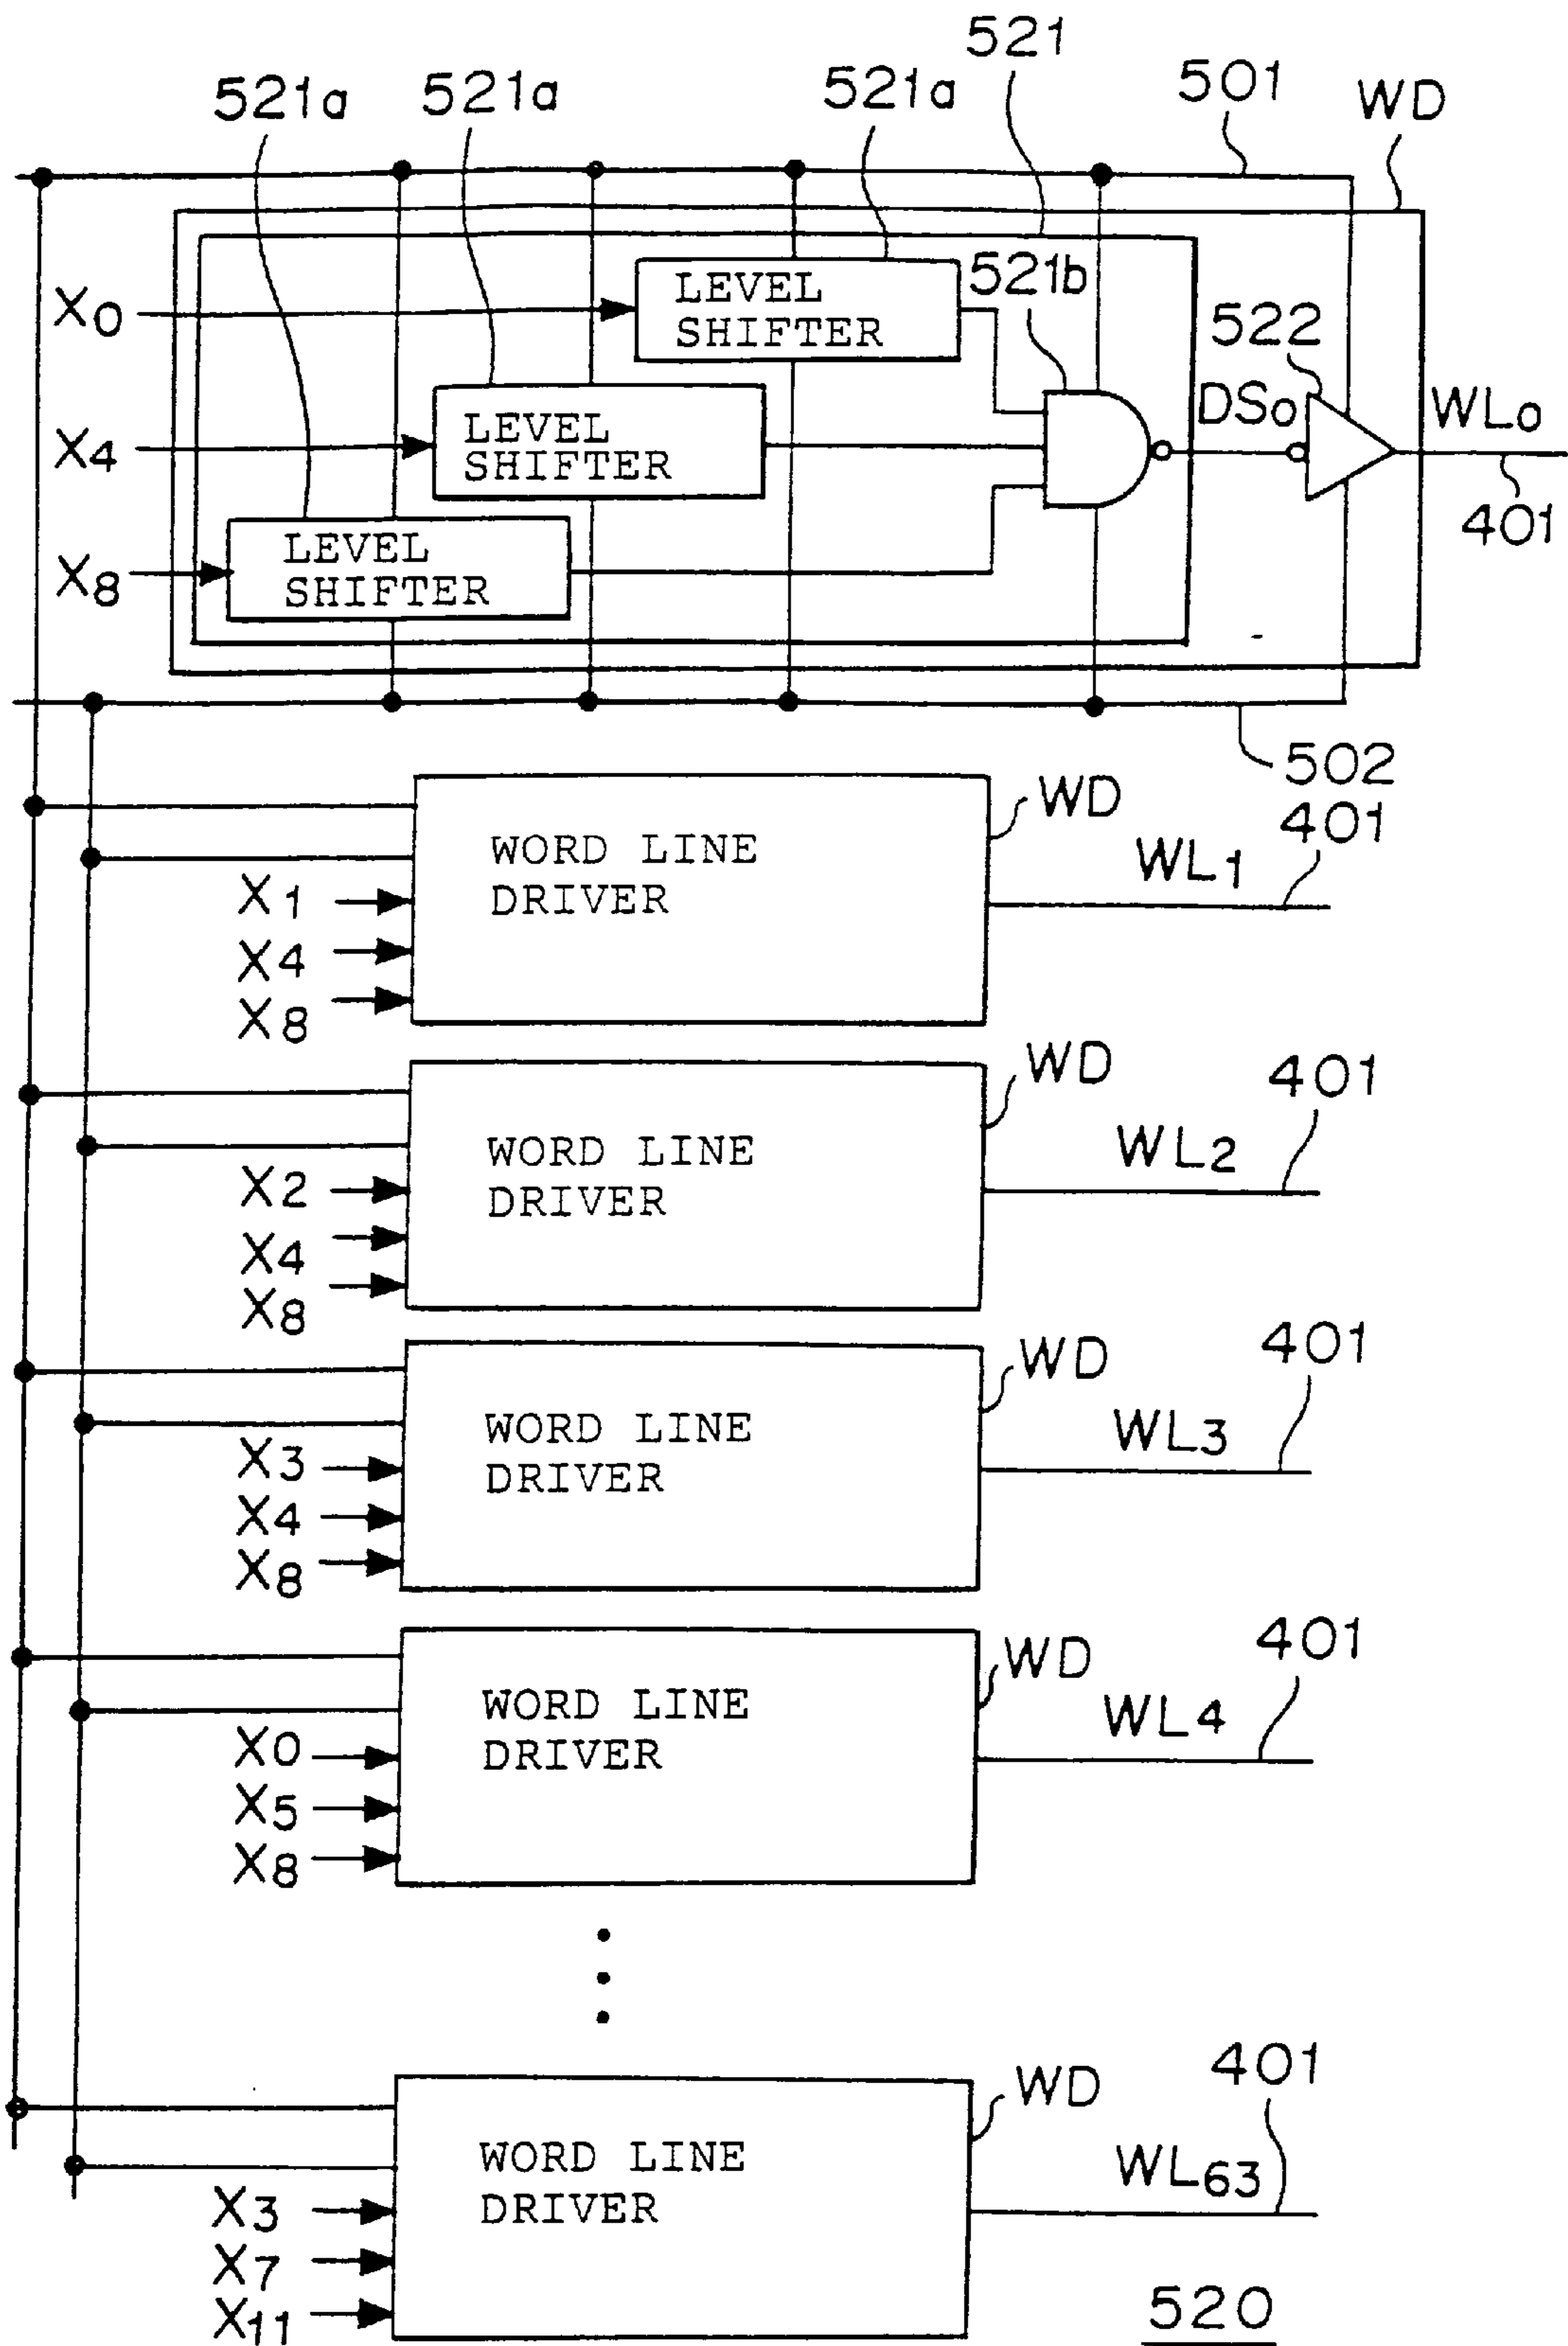 521
521a
521a
521a
501
WD
X0
LEVEL
SHIFTER
521b
522
X4
LEVEL
SHIFTER
DS0
WL0
401
X8
LEVEL
SHIFTER
502
WORD LINE
DRIVER
WD
401
WL1
X1
X4
X8
WORD LINE
DRIVER
WD
401
WL2
X2
X4
X8
WORD LINE
DRIVER
WD
401
WL3
X3
X4
X8
WORD LINE
DRIVER
WD
401
WL4
X0
X5
X8
WORD LINE
DRIVER
WD
401
WL63
X3
X7
X11
520